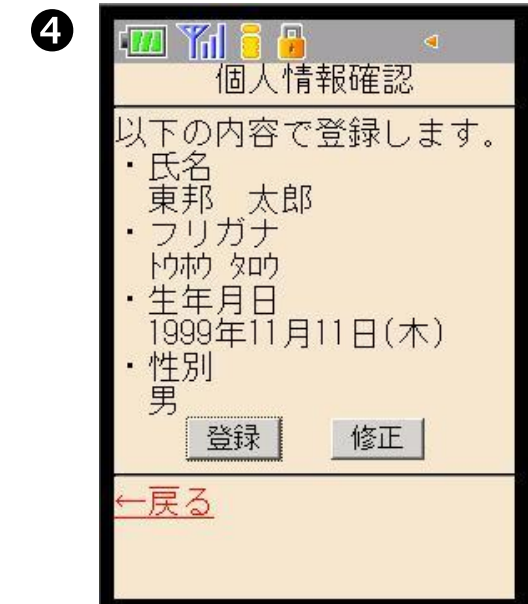 ❹
個人情報確認
以下の内容で登録します。
・氏名
東邦　太郎
・フリガナ
ﾄｳﾎｳ ﾀﾛｳ
・生年月日
1999年11月11日(木)
・性別
男
登録 修正
←戻る